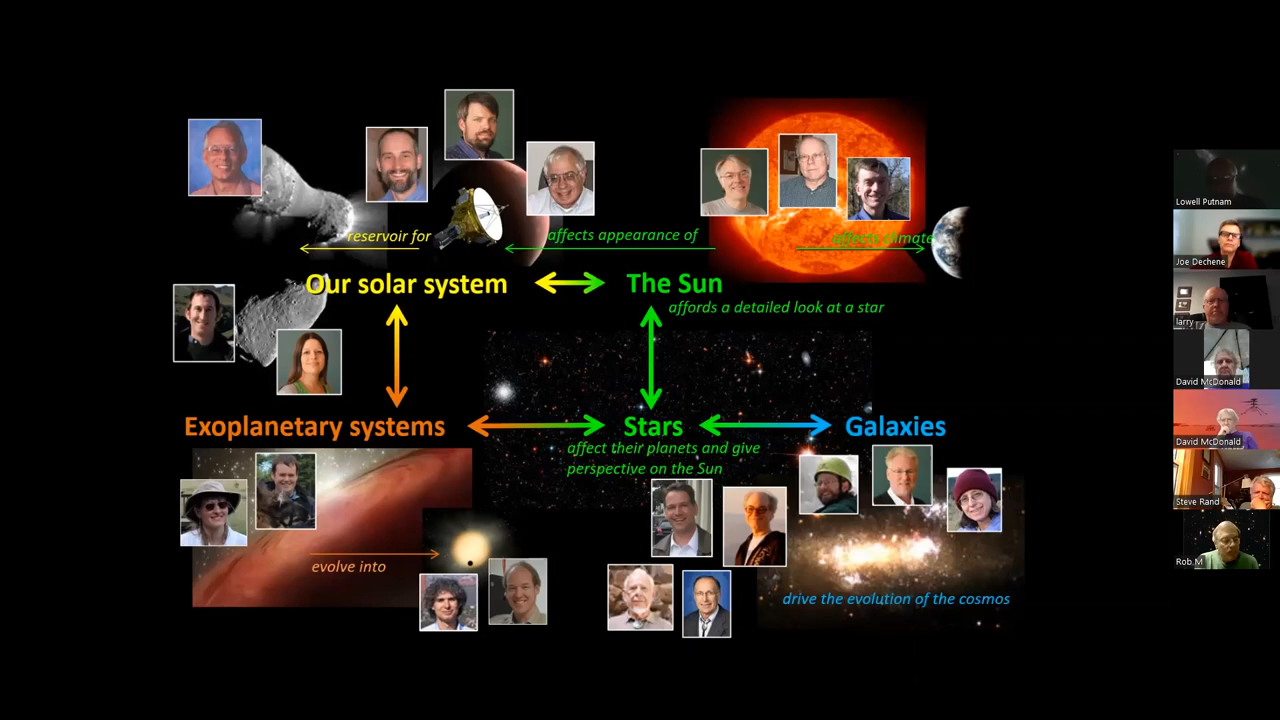 reservoir for
affects appearance of
affects climate
Our solar system
The Sun
affords a detailed look at a star
Exoplanetary systems
Stars
Galaxies
affect their planets and give
perspective on the Sun
evolve into
drive the evolution of the cosmos
Lowell Putnam
Joe Dechene
larry
David McDonald
David McDonald
Steve Rand
Rob M